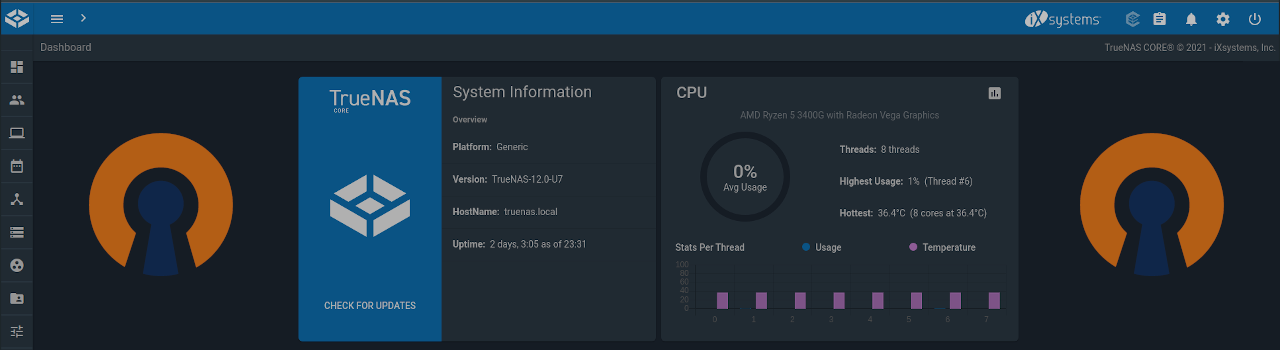 iXsystems
Dashboard
TrueNAS CORE® © 2021 - iXsystems, Inc.
TrueNAS
CORE
CHECK FOR UPDATES
System Information
Overview
Platform: Generic
Version: TrueNAS-12.0-U7
HostName: truenas.local
Uptime: 2 days, 3:05 as of 23:31
CPU
AMD Ryzen 5 3400G with Radeon Vega Graphics
0%
Avg Usage
Threads: 8 threads
Highest Usage: 1% (Thread #6)
Hottest: 36.4°C (8 cores at 36.4°C)
Stats Per Thread
Usage
Temperature
100
80
60
40
20
0
0 1 2 3 4 5 6 7